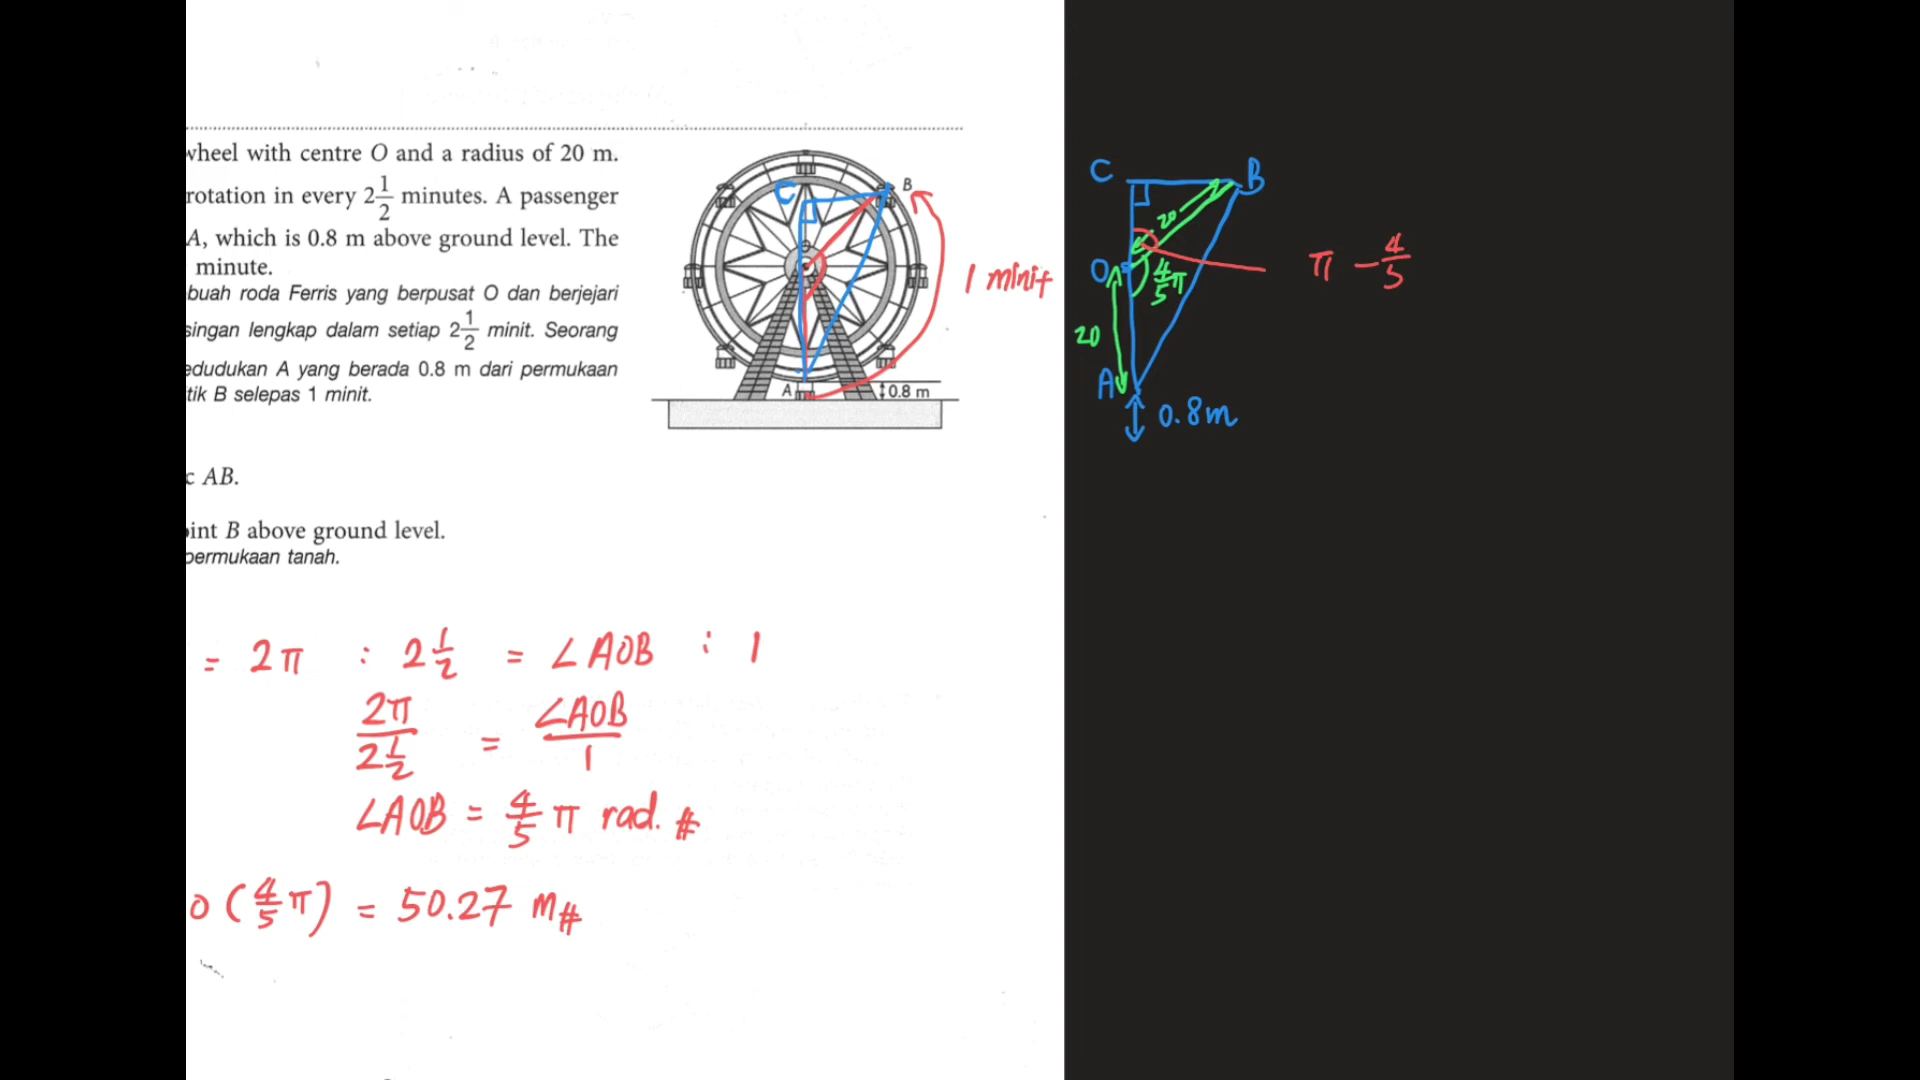 wheel with centre O and a radius of 20 m.
rotation in every 2 1/2 minutes. A passenger
A, which is 0.8 m above ground level. The
minute.
buah roda Ferris yang berpusat O dan berjejari
singan lengkap dalam setiap 2 1/2 minit. Seorang
edudukan A yang berada 0.8 m dari permukaan
tik B selepas 1 minit.
c AB.
oint B above ground level.
permukaan tanah.
C
B
O
A
0.8 m
1 minit
= 2π : 2 1/2 = ∠AOB : 1
2π / 2 1/2 = ∠AOB / 1
∠AOB = 4/5 π rad. #
0 (4/5 π) = 50.27 m #
C
B
20
O
4/5 π
π − 4/5
20
A
0.8m